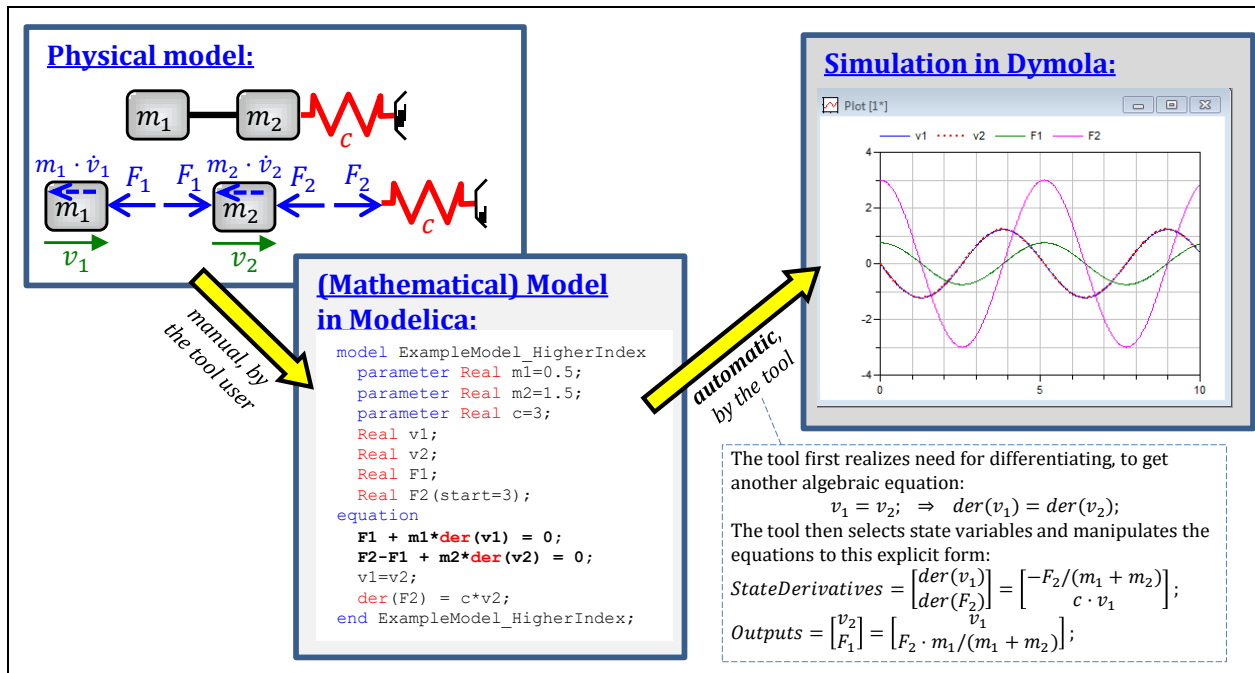 Physical model:
m₁ m₂ c
m₁ · v̇₁ F₁ F₁ m₂ · v̇₂ F₂ F₂
m₁ m₂ c
v₁ v₂
manual, by
the tool user
(Mathematical) Model
in Modelica:
model ExampleModel_HigherIndex
parameter Real m1=0.5;
parameter Real m2=1.5;
parameter Real c=3;
Real v1;
Real v2;
Real F1;
Real F2(start=3);
equation
F1 + m1*der(v1) = 0;
F2-F1 + m2*der(v2) = 0;
v1=v2;
der(F2) = c*v2;
end ExampleModel_HigherIndex;
automatic,
by the tool
Simulation in Dymola:
Plot [1*]
v1 v2 F1 F2
4
2
0
-2
-4
0 5 10
The tool first realizes need for differentiating, to get
another algebraic equation:
v₁ = v₂; ⇒ der(v₁) = der(v₂);
The tool then selects state variables and manipulates the
equations to this explicit form:
StateDerivatives = [der(v₁) der(F₂)] = [−F₂/(m₁ + m₂) c · v₁] ;
Outputs = [v₂ F₁] = [v₁ F₂ · m₁/(m₁ + m₂)] ;